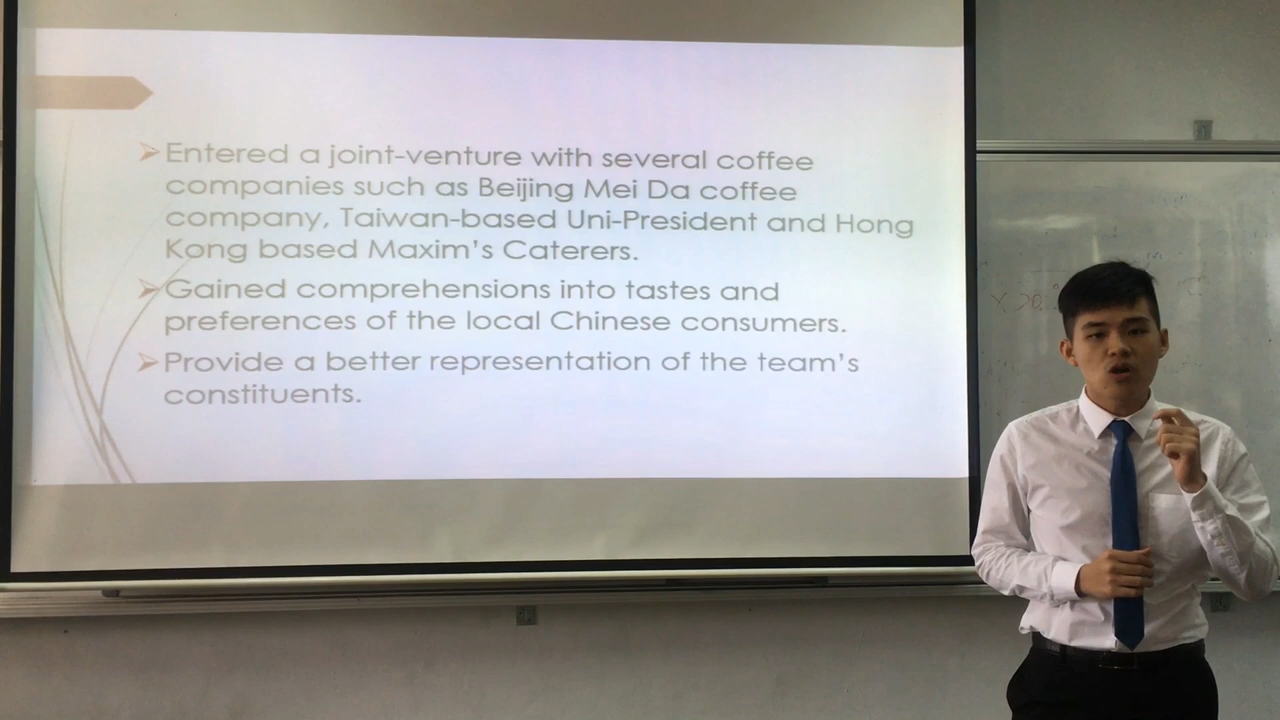 Entered a joint-venture with several coffee
companies such as Beijing Mei Da coffee
company, Taiwan-based Uni-President and Hong
Kong based Maxim's Caterers.
Gained comprehensions into tastes and
preferences of the local Chinese consumers.
Provide a better representation of the team's
constituents.